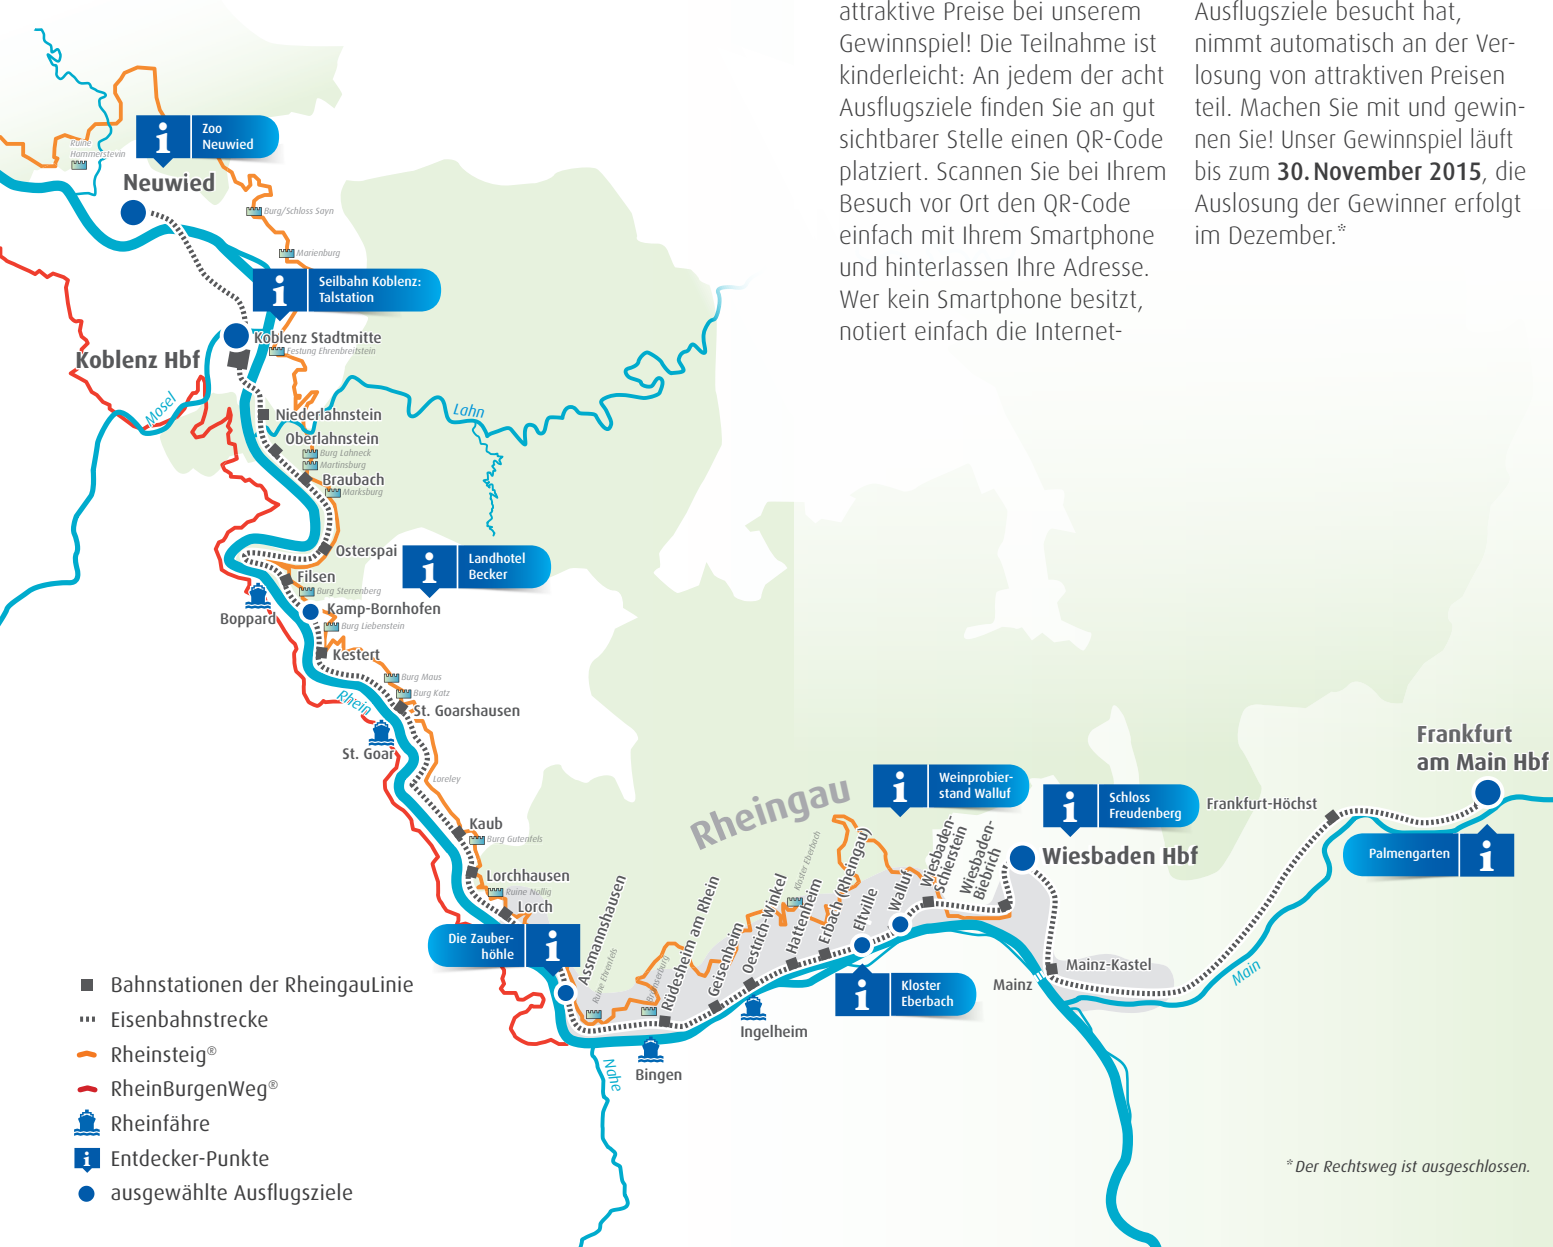 attraktive Preise bei unserem
Gewinnspiel! Die Teilnahme ist
kinderleicht: An jedem der acht
Ausflugsziele finden Sie an gut
sichtbarer Stelle einen QR-Code
platziert. Scannen Sie bei Ihrem
Besuch vor Ort den QR-Code
einfach mit Ihrem Smartphone
und hinterlassen Ihre Adresse.
Wer kein Smartphone besitzt,
notiert einfach die Internet-
Ausflugsziele besucht hat,
nimmt automatisch an der Ver-
losung von attraktiven Preisen
teil. Machen Sie mit und gewin-
nen Sie! Unser Gewinnspiel läuft
bis zum 30. November 2015, die
Auslosung der Gewinner erfolgt
im Dezember.*
Zoo
Neuwied
Ruine
Hammerstein
Neuwied
Burg/Schloss Sayn
Marienburg
Seilbahn Koblenz:
Talstation
Koblenz Stadtmitte
Festung Ehrenbreitstein
Koblenz Hbf
Mosel
Lahn
Niederlahnstein
Oberlahnstein
Burg Lahneck
Martinsburg
Braubach
Marksburg
Osterspai
Landhotel
Becker
Filsen
Burg Sterrenberg
Boppard
Kamp-Bornhofen
Burg Liebenstein
Kestert
Burg Maus
Burg Katz
Rhein
St. Goarshausen
St. Goar
Loreley
Kaub
Burg Gutenfels
Lorchhausen
Ruine Nollig
Lorch
Die Zauber-
höhle
Assmannshausen
Ruine Ehrenfels
Brömserburg
Rüdesheim am Rhein
Geisenheim
Oestrich-Winkel
Kloster Eberbach
Hattenheim
Erbach (Rheingau)
Eltville
Walluf
Wiesbaden-
Schierstein
Wiesbaden-
Biebrich
Rheingau
Weinprobier-
stand Walluf
Schloss
Freudenberg
Wiesbaden Hbf
Frankfurt-Höchst
Frankfurt
am Main Hbf
Palmengarten
Mainz-Kastel
Mainz
Main
Kloster
Eberbach
Ingelheim
Bingen
Nahe
Bahnstationen der RheingauLinie
Eisenbahnstrecke
Rheinsteig®
RheinBurgenWeg®
Rheinfähre
Entdecker-Punkte
ausgewählte Ausflugsziele
* Der Rechtsweg ist ausgeschlossen.